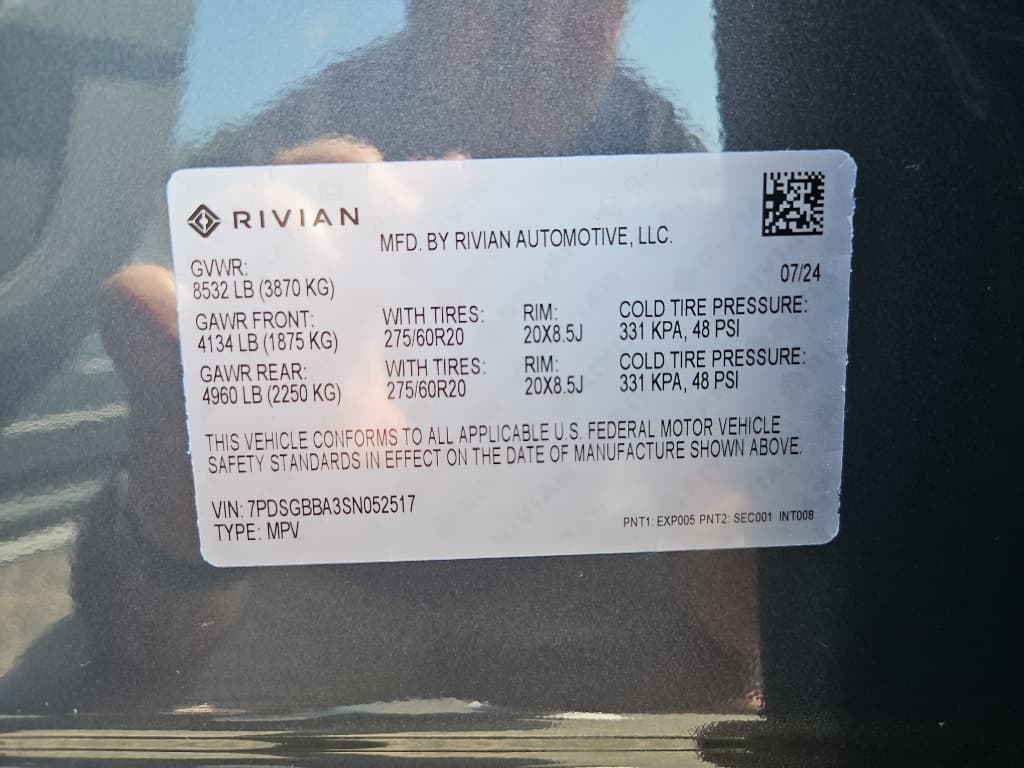 RIVIAN
MFD. BY RIVIAN AUTOMOTIVE, LLC.
07/24
GVWR:
8532 LB (3870 KG)
GAWR FRONT: WITH TIRES: RIM: COLD TIRE PRESSURE:
4134 LB (1875 KG) 275/60R20 20X8.5J 331 KPA, 48 PSI
GAWR REAR: WITH TIRES: RIM: COLD TIRE PRESSURE:
4960 LB (2250 KG) 275/60R20 20X8.5J 331 KPA, 48 PSI
THIS VEHICLE CONFORMS TO ALL APPLICABLE U.S. FEDERAL MOTOR VEHICLE
SAFETY STANDARDS IN EFFECT ON THE DATE OF MANUFACTURE SHOWN ABOVE.
VIN: 7PDSGBBA3SN052517
TYPE: MPV
PNT1: EXP005 PNT2: SEC001 INT008